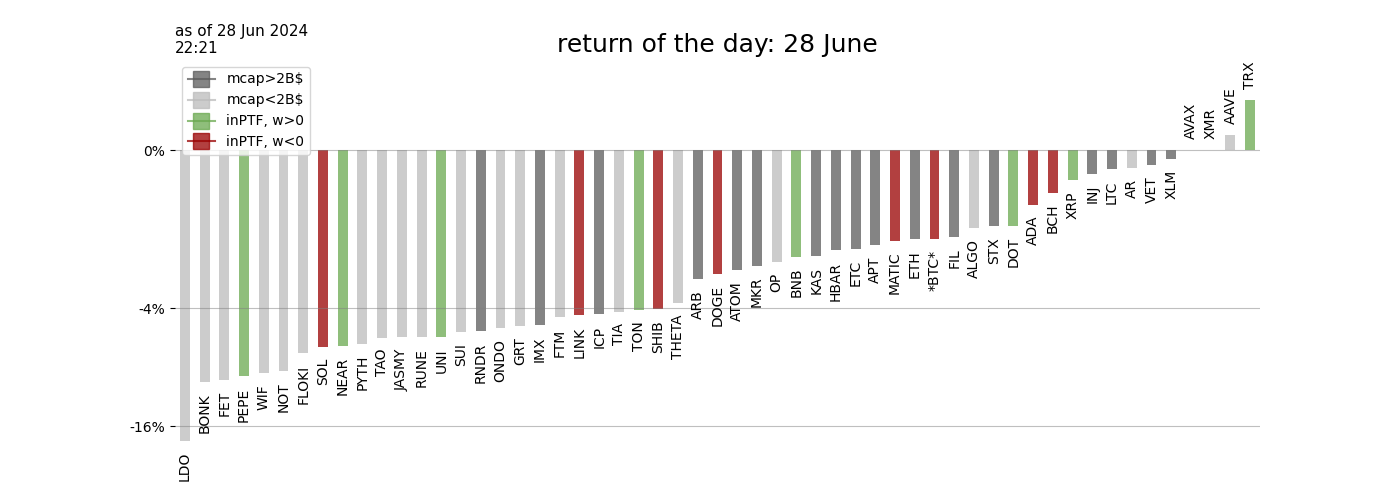 as of 28 Jun 2024
22:21
return of the day: 28 June
mcap>2B$
mcap<2B$
inPTF, w>0
inPTF, w<0
0%
-4%
-16%
LDO
BONK
FET
PEPE
WIF
NOT
FLOKI
SOL
NEAR
PYTH
TAO
JASMY
RUNE
UNI
SUI
RNDR
ONDO
GRT
IMX
FTM
LINK
ICP
TIA
TON
SHIB
THETA
ARB
DOGE
ATOM
MKR
OP
BNB
KAS
HBAR
ETC
APT
MATIC
ETH
*BTC*
FIL
ALGO
STX
DOT
ADA
BCH
XRP
INJ
LTC
AR
VET
XLM
AVAX
XMR
AAVE
TRX